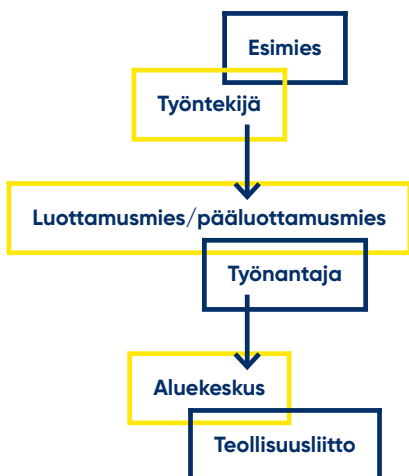 Esimies
Työntekijä
Luottamusmies/pääluottamusmies
Työnantaja
Aluekeskus
Teollisuusliitto